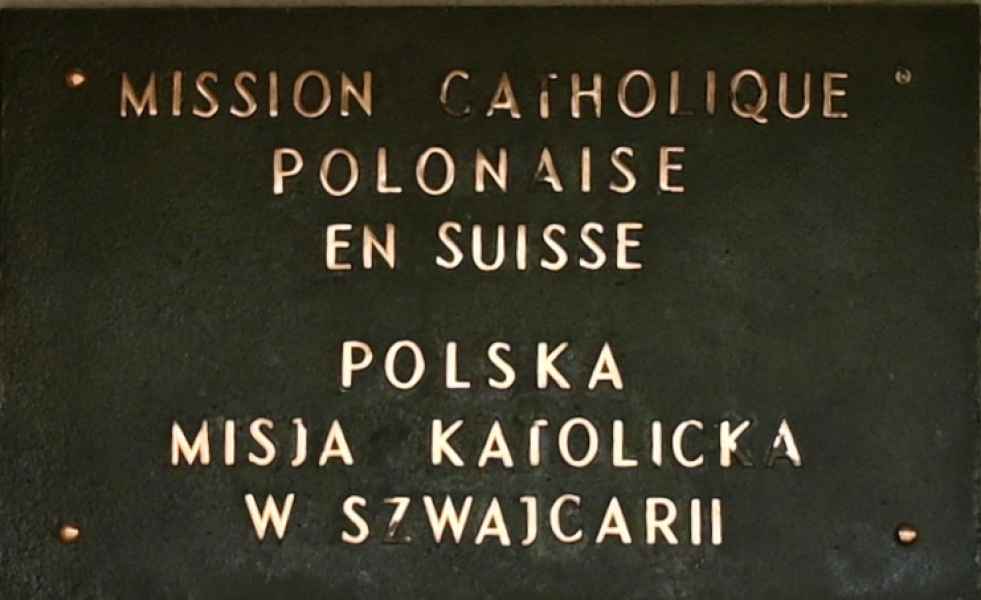 MISSION CATHOLIQUE
POLONAISE
EN SUISSE
POLSKA
MISJA KATOLICKA
W SZWAJCARII